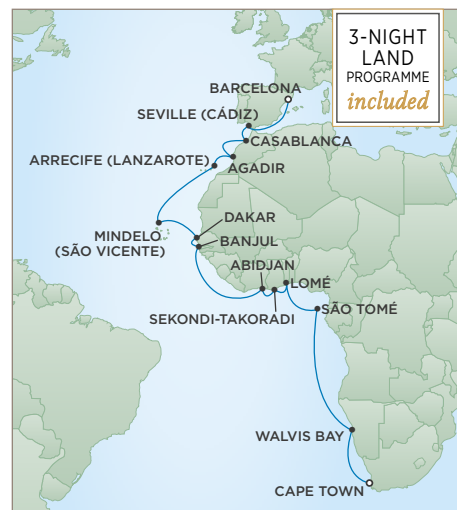 3-NIGHT
LAND
PROGRAMME
included
BARCELONA
SEVILLE (CÁDIZ)
CASABLANCA
ARRECIFE (LANZAROTE)
AGADIR
MINDELO
(SÃO VICENTE)
DAKAR
BANJUL
ABIDJAN
LOMÉ
SEKONDI-TAKORADI
SÃO TOMÉ
WALVIS BAY
CAPE TOWN